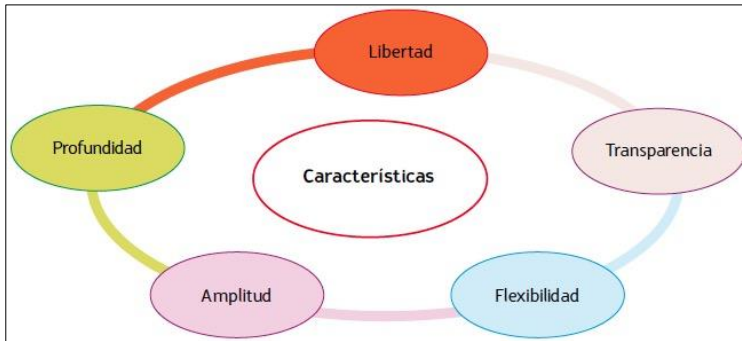 Libertad
Profundidad
Transparencia
Características
Amplitud
Flexibilidad